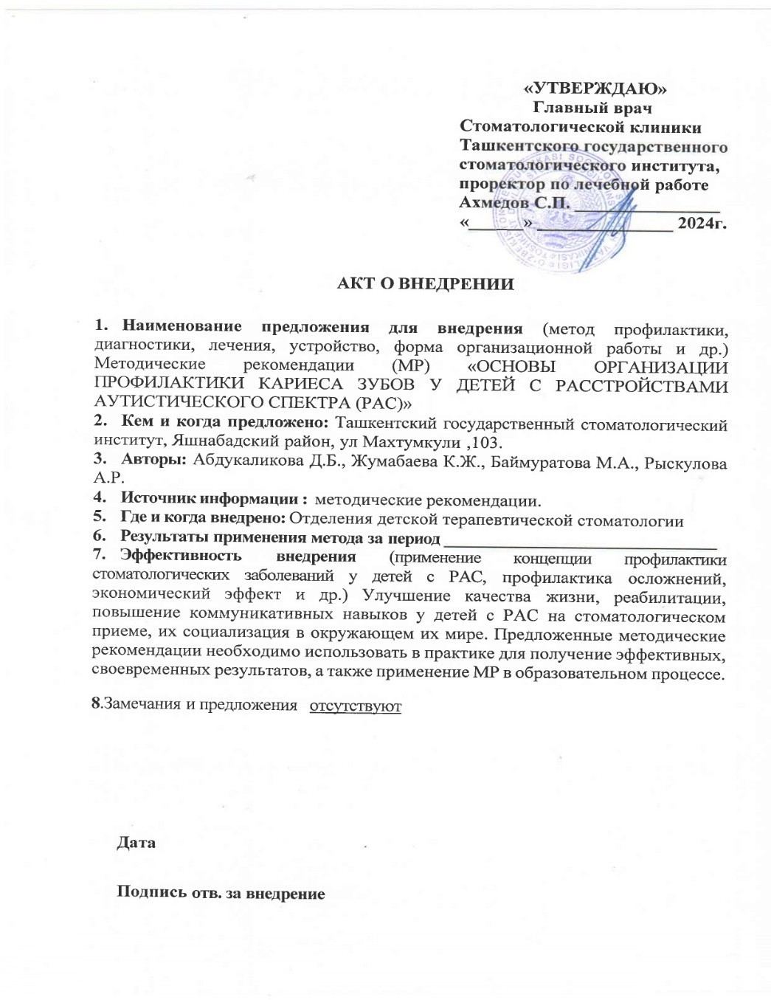 «УТВЕРЖДАЮ»
Главный врач
Стоматологической клиники
Ташкентского государственного
стоматологического института,
проректор по лечебной работе
Ахмедов С.П. ________________
«______» _______________ 2024г.
АКТ О ВНЕДРЕНИИ
1. Наименование предложения для внедрения (метод профилактики,
диагностики, лечения, устройство, форма организационной работы и др.)
Методические рекомендации (МР) «ОСНОВЫ ОРГАНИЗАЦИИ
ПРОФИЛАКТИКИ КАРИЕСА ЗУБОВ У ДЕТЕЙ С РАССТРОЙСТВАМИ
АУТИСТИЧЕСКОГО СПЕКТРА (РАС)»
2. Кем и когда предложено: Ташкентский государственный стоматологический
институт, Яшнабадский район, ул Махтумкули ,103.
3. Авторы: Абдукаликова Д.Б., Жумабаева К.Ж., Баймуратова М.А., Рыскулова
А.Р.
4. Источник информации : методические рекомендации.
5. Где и когда внедрено: Отделения детской терапевтической стоматологии
6. Результаты применения метода за период ______________________________
7. Эффективность внедрения (применение концепции профилактики
стоматологических заболеваний у детей с РАС, профилактика осложнений,
экономический эффект и др.) Улучшение качества жизни, реабилитации,
повышение коммуникативных навыков у детей с РАС на стоматологическом
приеме, их социализация в окружающем их мире. Предложенные методические
рекомендации необходимо использовать в практике для получение эффективных,
своевременных результатов, а также применение МР в образовательном процессе.
8.Замечания и предложения отсутствуют
Дата
Подпись отв. за внедрение